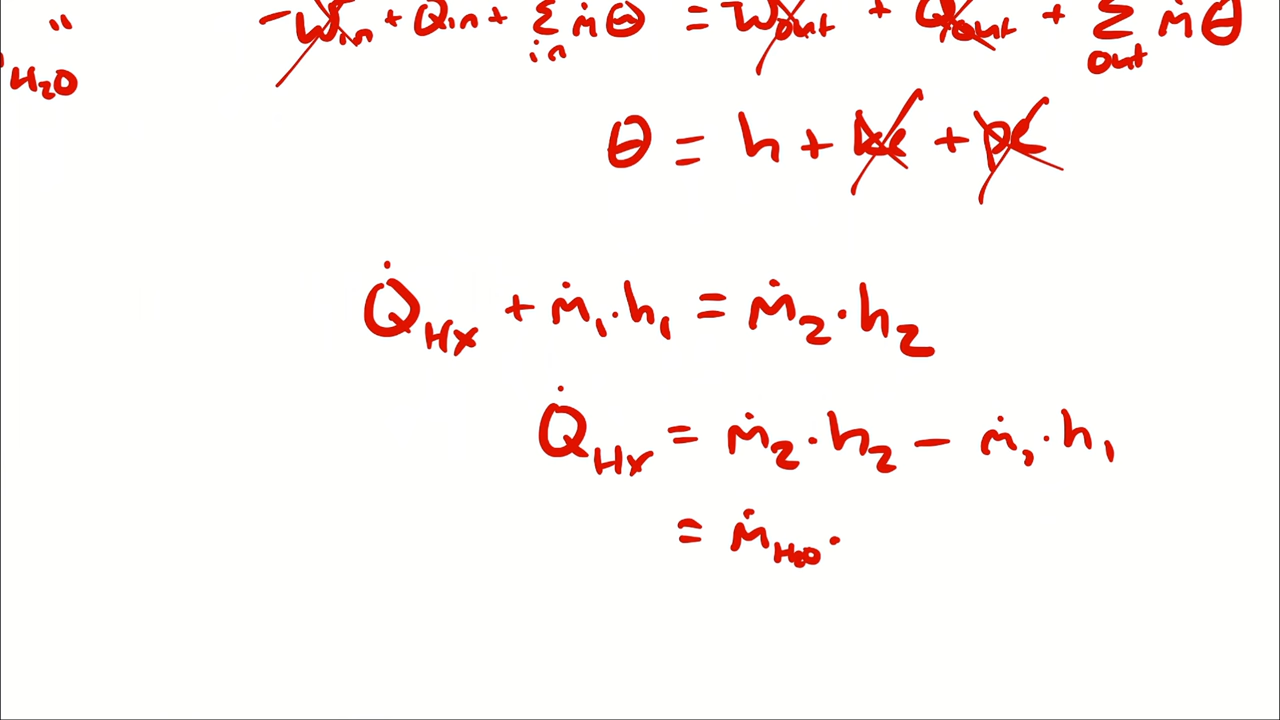 -Ẇin + Q̇in + Σin ṁθ = Ẇout + Q̇out + Σout ṁθ
"
H₂O
θ = h + ke + pe
Q̇HX + ṁ₁·h₁ = ṁ₂·h₂
Q̇HX = ṁ₂·h₂ − ṁ₁·h₁
= ṁH₂O·